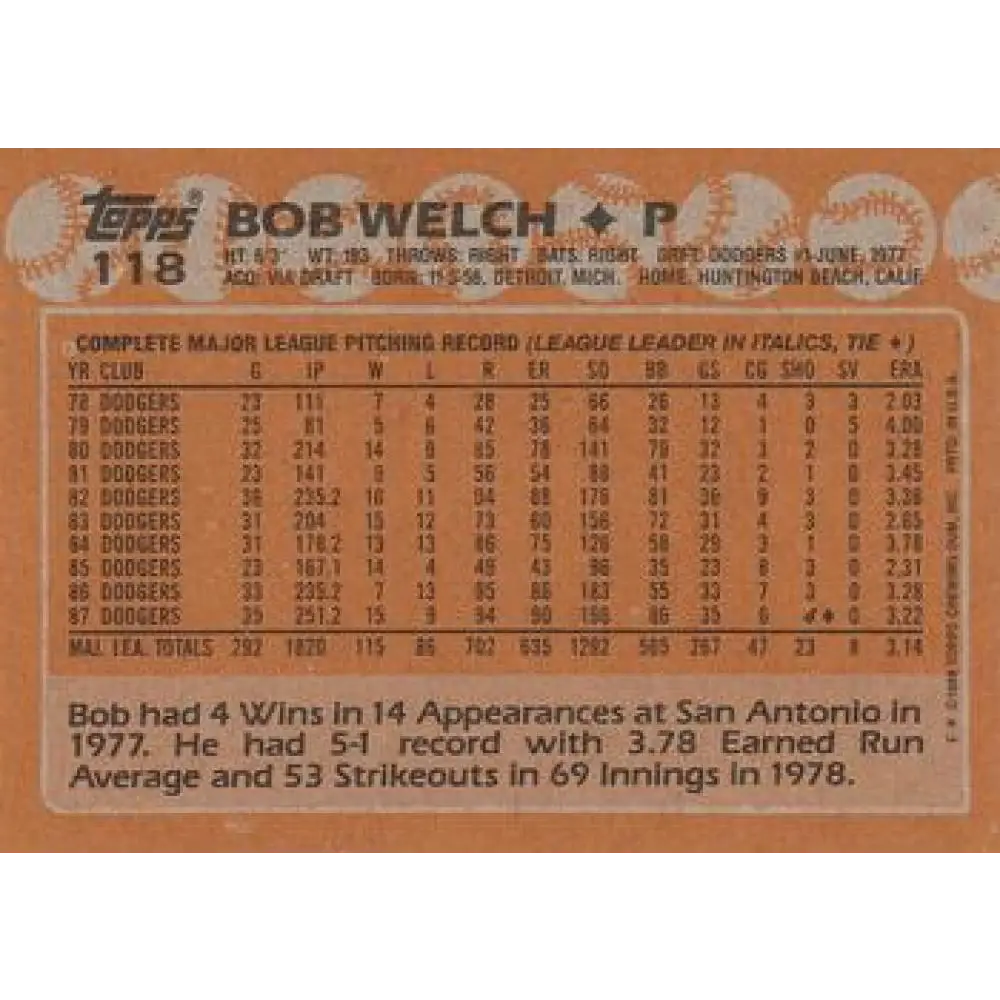 Topps® BOB WELCH ✦ P
118 HT: 6'3" WT: 193 THROWS: RIGHT BATS: RIGHT DRFT: DODGERS #1-JUNE, 1977
ACQ: VIA DRAFT BORN: 11-3-56, DETROIT, MICH. HOME: HUNTINGTON BEACH, CALIF.
COMPLETE MAJOR LEAGUE PITCHING RECORD (LEAGUE LEADER IN ITALICS, TIE ♦)
YR CLUB G IP W L R ER SO BB GS CG SHO SV ERA
78 DODGERS 23 111 7 4 28 25 66 26 13 4 3 3 2.03
79 DODGERS 25 81 5 6 42 36 64 32 12 1 0 5 4.00
80 DODGERS 32 214 14 9 85 78 141 79 32 3 2 0 3.28
81 DODGERS 23 141 9 5 56 54 88 41 23 2 1 0 3.45
82 DODGERS 36 235.2 16 11 94 88 176 81 36 9 3 0 3.36
83 DODGERS 31 204 15 12 73 60 156 72 31 4 3 0 2.65
84 DODGERS 31 178.2 13 13 86 75 126 58 29 3 1 0 3.78
85 DODGERS 23 167.1 14 4 49 43 96 35 23 8 3 0 2.31
86 DODGERS 33 235.2 7 13 95 86 183 55 33 7 3 0 3.28
87 DODGERS 35 251.2 15 9 94 90 196 86 35 6 4♦ 0 3.22
MAJ. LEA. TOTALS 292 1820 115 86 702 635 1292 565 267 47 23 8 3.14
Bob had 4 Wins in 14 Appearances at San Antonio in
1977. He had 5-1 record with 3.78 Earned Run
Average and 53 Strikeouts in 69 Innings in 1978.